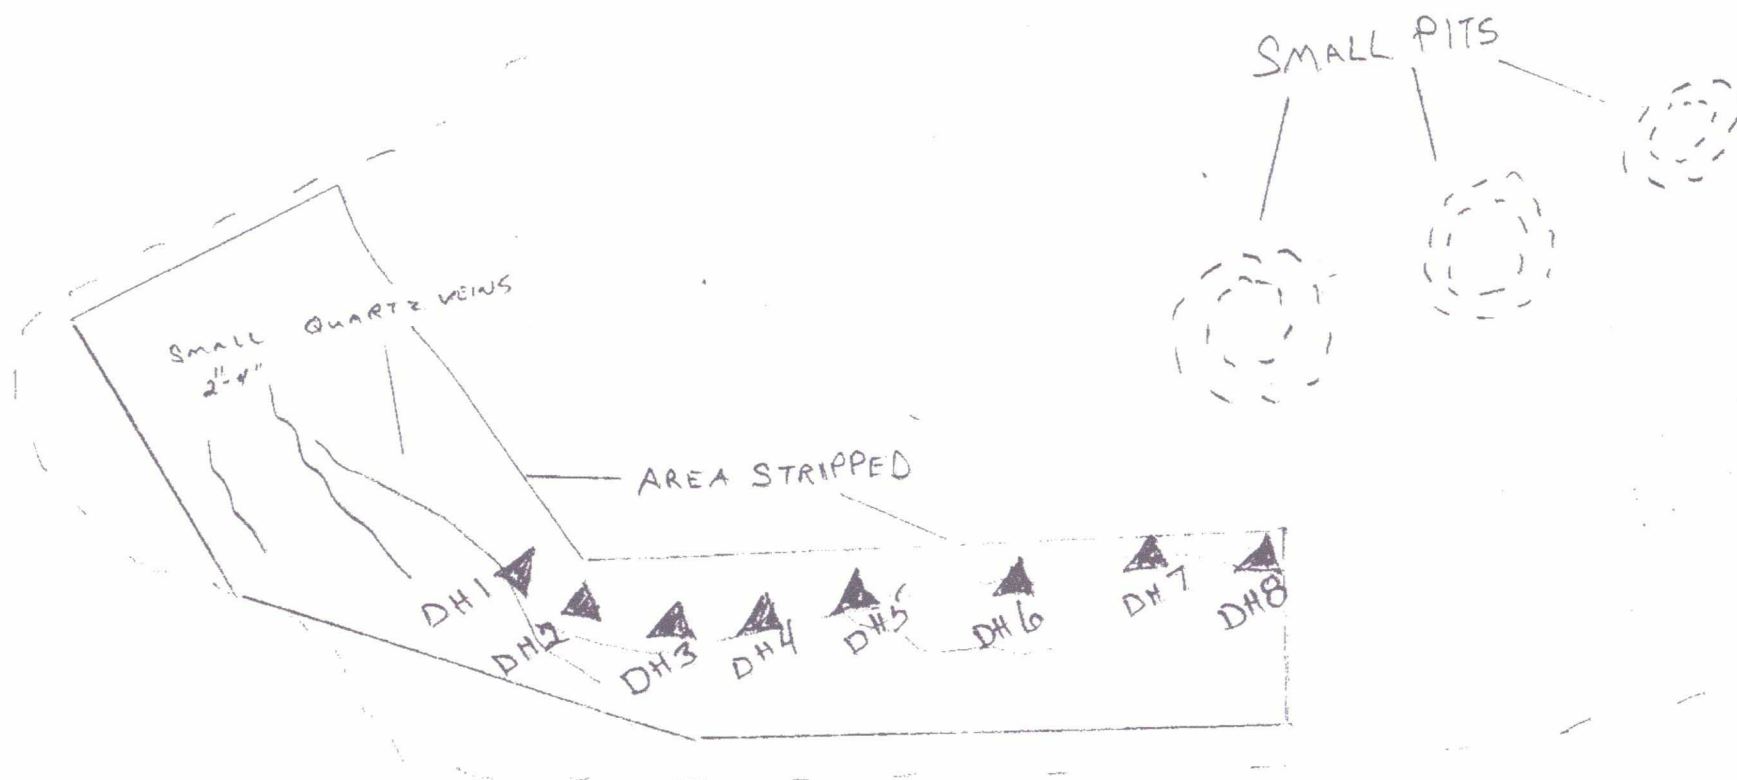 SMALL PITS
SMALL QUARTZ VEINS
2"-4"
AREA STRIPPED
DH1
DH2
DH3
DH4
DH5
DH6
DH7
DH8